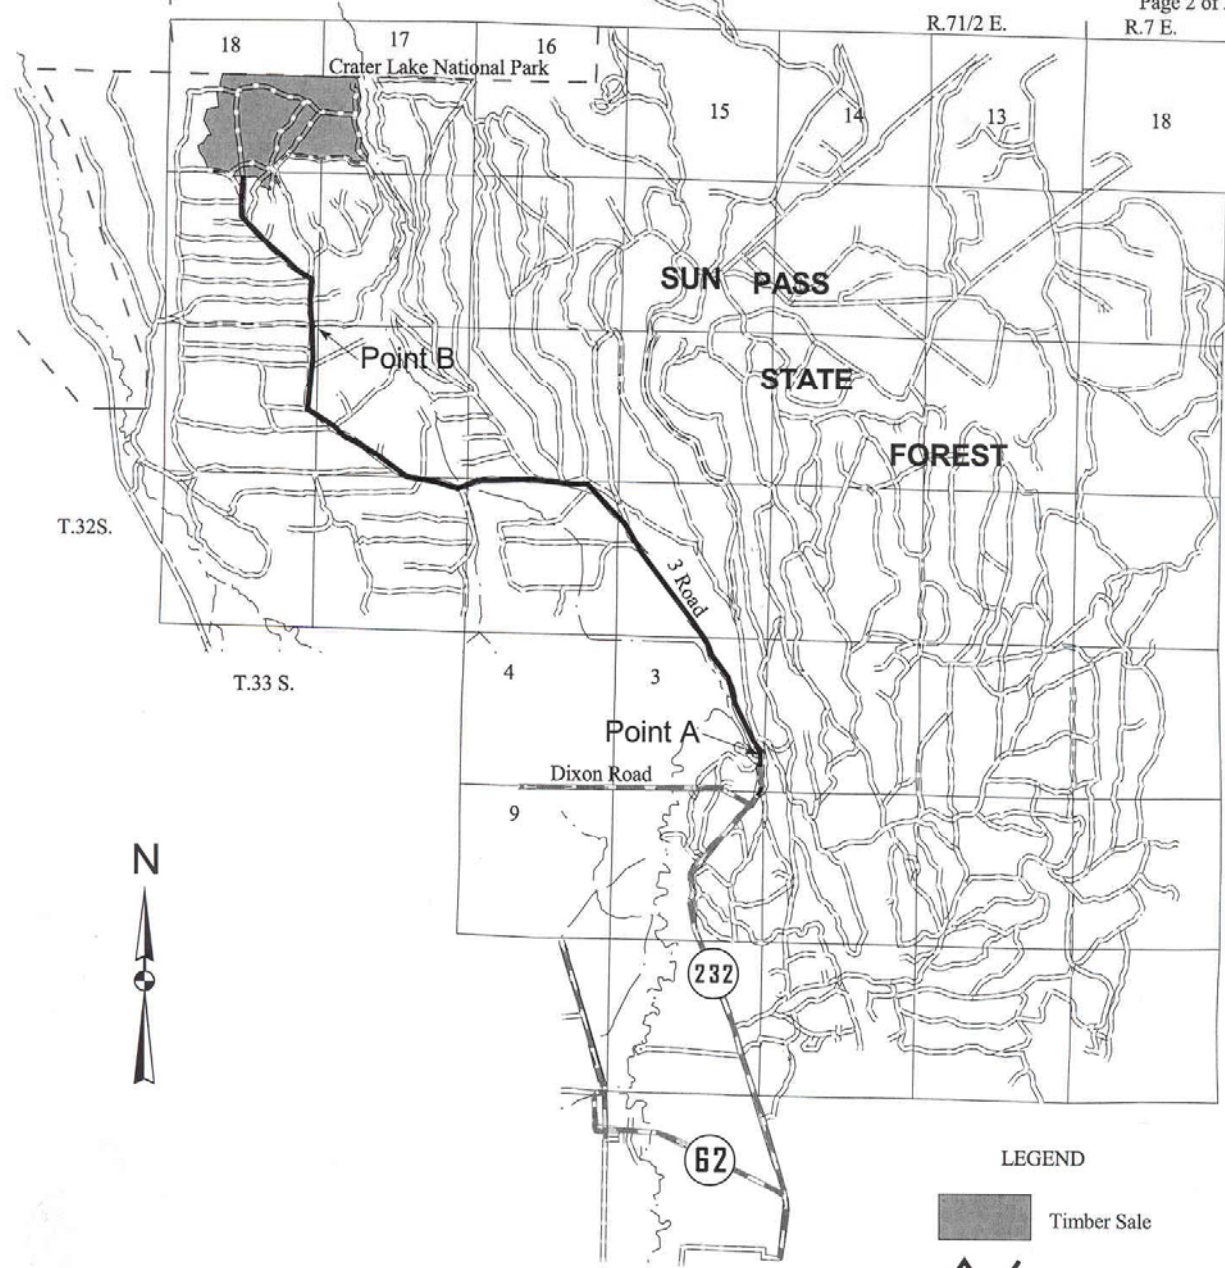 Page 2 of
R.71/2 E.
R.7 E.
18
17
16
Crater Lake National Park
15
14
13
18
SUN PASS
Point B
STATE
FOREST
T.32S.
3 Road
4
3
T.33 S.
Point A
Dixon Road
9
N
232
62
LEGEND
Timber Sale